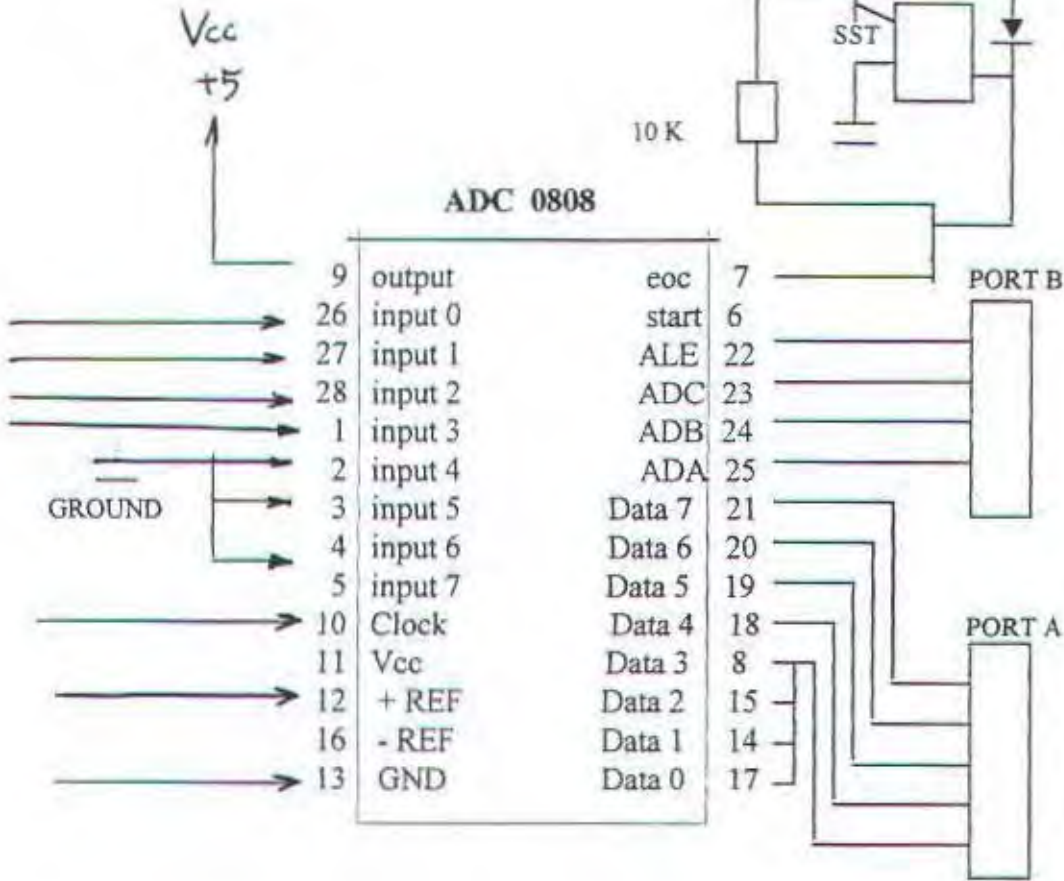 Vcc
+5
SST
10 K
ADC 0808
9 output eoc 7
26 input 0 start 6
27 input 1 ALE 22
28 input 2 ADC 23
1 input 3 ADB 24
2 input 4 ADA 25
3 input 5 Data 7 21
4 input 6 Data 6 20
5 input 7 Data 5 19
10 Clock Data 4 18
11 Vcc Data 3 8
12 + REF Data 2 15
16 - REF Data 1 14
13 GND Data 0 17
GROUND
PORT B
PORT A